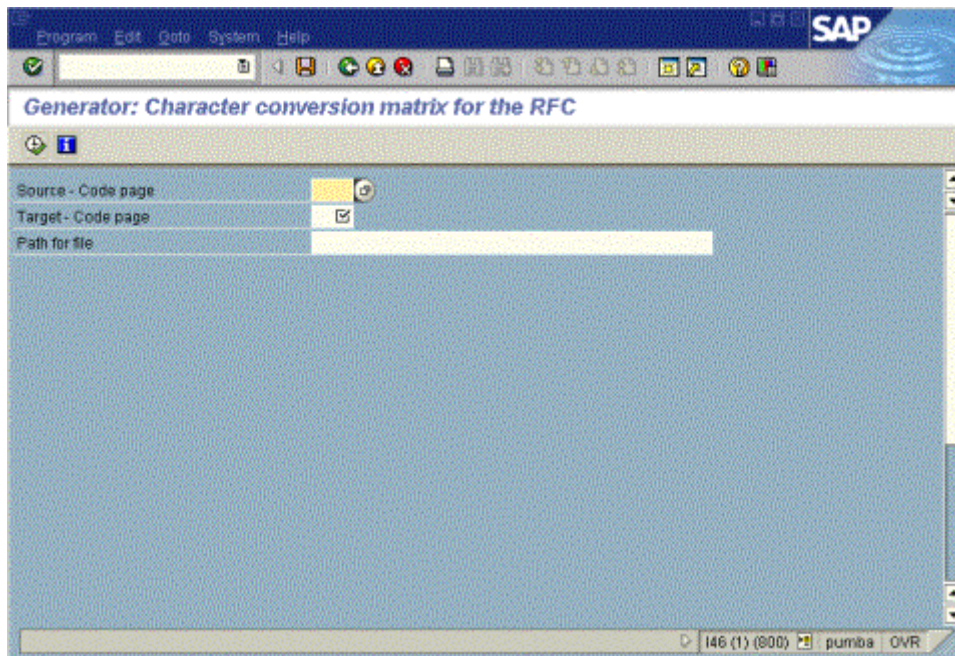 Program Edit Goto System Help
SAP
Generator: Character conversion matrix for the RFC
Source - Code page
Target - Code page
Path for file
I46 (1) (800) pumba OVR